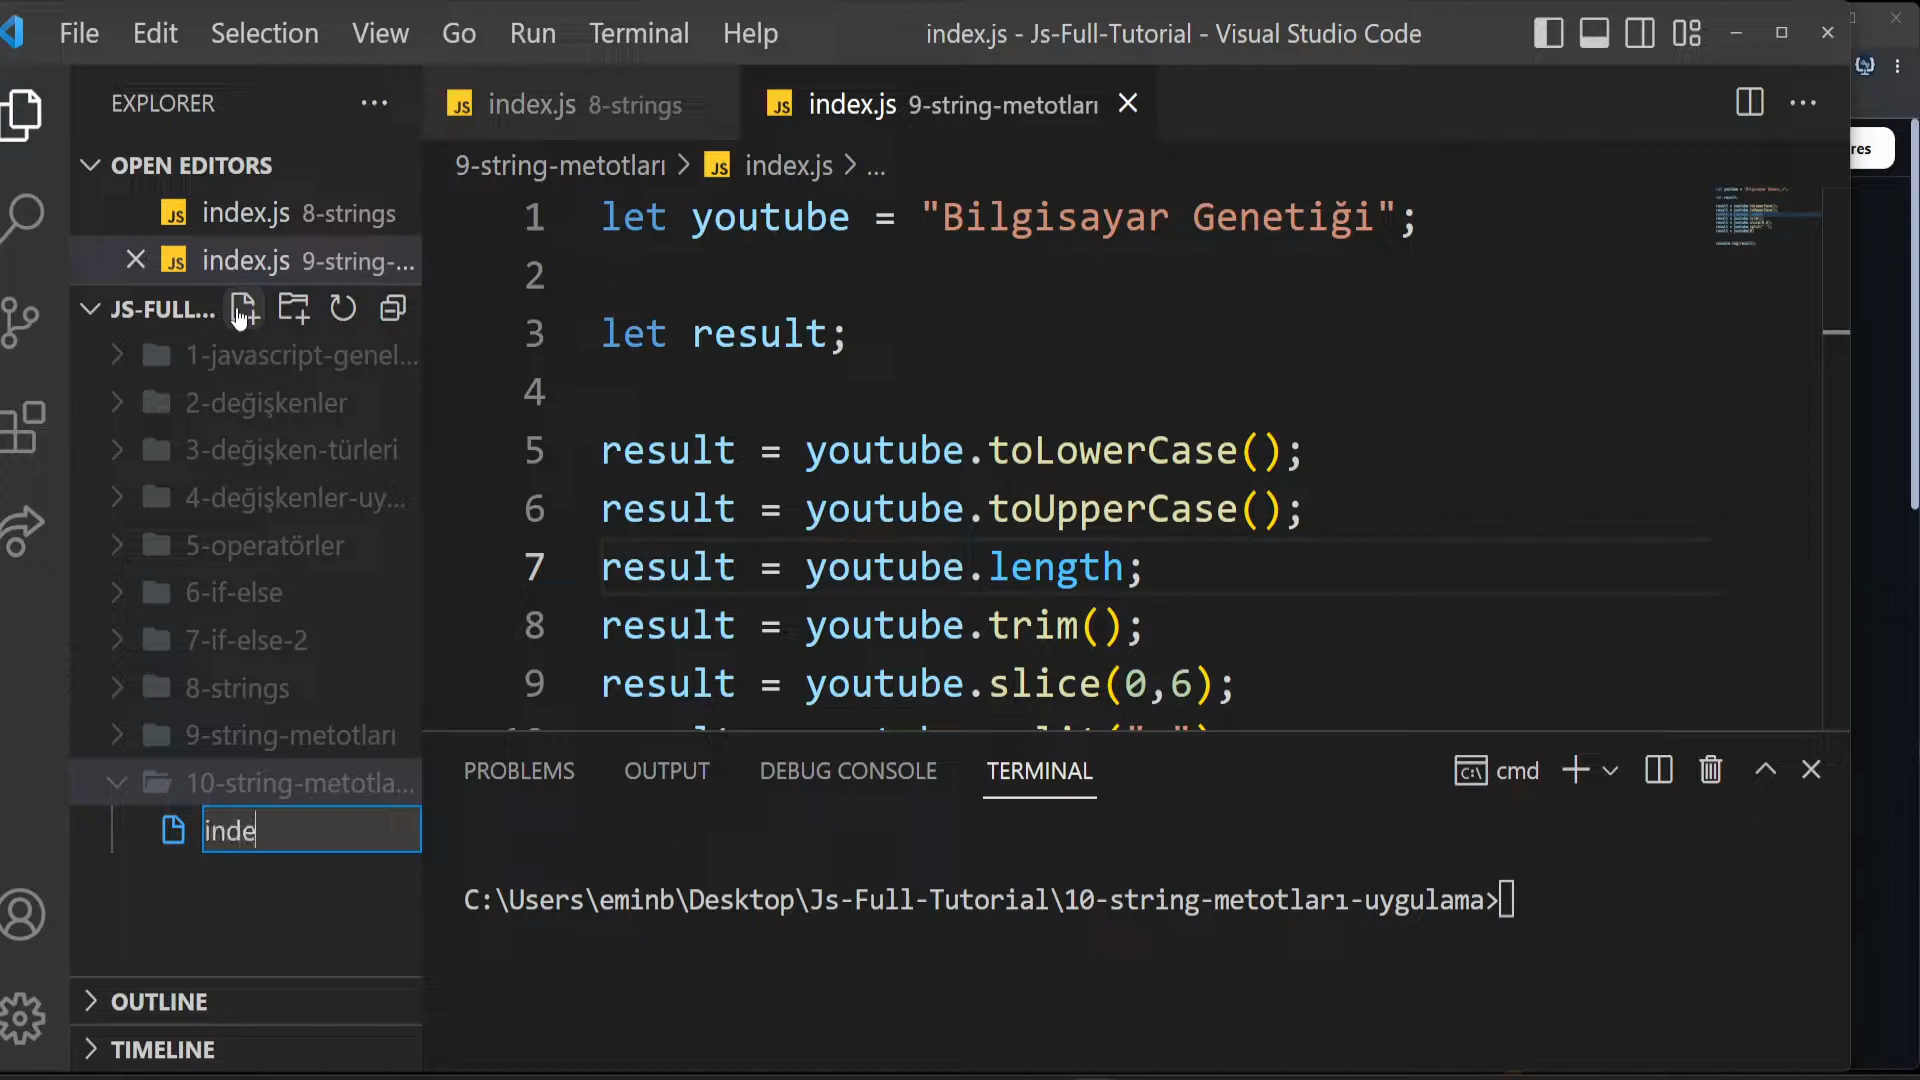 File Edit Selection View Go Run Terminal Help
index.js - Js-Full-Tutorial - Visual Studio Code
EXPLORER
JS index.js 8-strings
JS index.js 9-string-metotları
res
OPEN EDITORS
JS index.js 8-strings
JS index.js 9-string-...
JS-FULL...
1-javascript-genel...
2-değişkenler
3-değişken-türleri
4-değişkenler-uy...
5-operatörler
6-if-else
7-if-else-2
8-strings
9-string-metotları
10-string-metotla...
inde
OUTLINE
TIMELINE
9-string-metotları > JS index.js > ...
1 let youtube = "Bilgisayar Genetiği";
2
3 let result;
4
5 result = youtube.toLowerCase();
6 result = youtube.toUpperCase();
7 result = youtube.length;
8 result = youtube.trim();
9 result = youtube.slice(0,6);
PROBLEMS OUTPUT DEBUG CONSOLE TERMINAL
cmd
C:\Users\eminb\Desktop\Js-Full-Tutorial\10-string-metotları-uygulama>